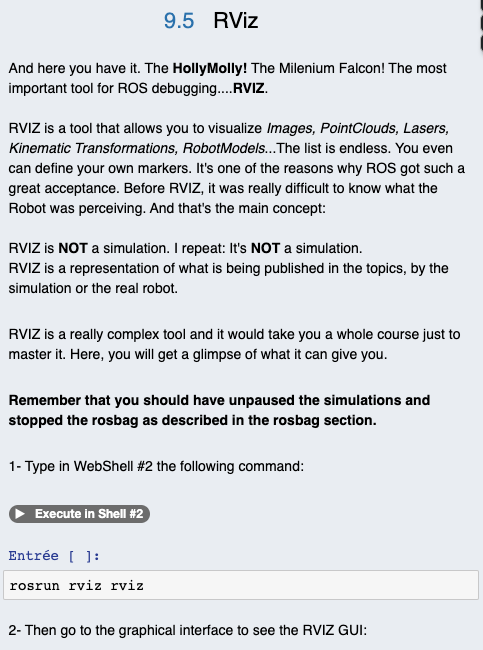 9.5 RViz
And here you have it. The HollyMolly! The Milenium Falcon! The most
important tool for ROS debugging....RVIZ.
RVIZ is a tool that allows you to visualize Images, PointClouds, Lasers,
Kinematic Transformations, RobotModels...The list is endless. You even
can define your own markers. It's one of the reasons why ROS got such a
great acceptance. Before RVIZ, it was really difficult to know what the
Robot was perceiving. And that's the main concept:
RVIZ is NOT a simulation. I repeat: It's NOT a simulation.
RVIZ is a representation of what is being published in the topics, by the
simulation or the real robot.
RVIZ is a really complex tool and it would take you a whole course just to
master it. Here, you will get a glimpse of what it can give you.
Remember that you should have unpaused the simulations and
stopped the rosbag as described in the rosbag section.
1- Type in WebShell #2 the following command:
Execute in Shell #2
Entrée [ ]:
rosrun rviz rviz
2- Then go to the graphical interface to see the RVIZ GUI: